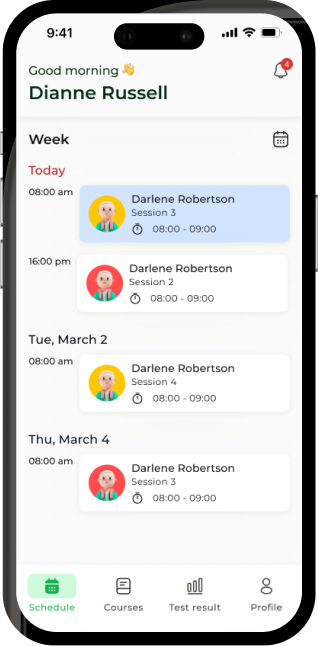 9:41
Good morning 👋
4
Dianne Russell
Week
Today
08:00 am
Darlene Robertson
Session 3
08:00 - 09:00
16:00 pm
Darlene Robertson
Session 2
08:00 - 09:00
Tue, March 2
08:00 am
Darlene Robertson
Session 4
08:00 - 09:00
Thu, March 4
08:00 am
Darlene Robertson
Session 3
08:00 - 09:00
Schedule
Courses
Test result
Profile